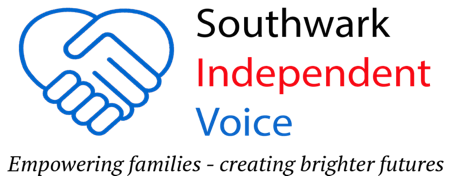 Southwark
Independent
Voice
Empowering families - creating brighter futures